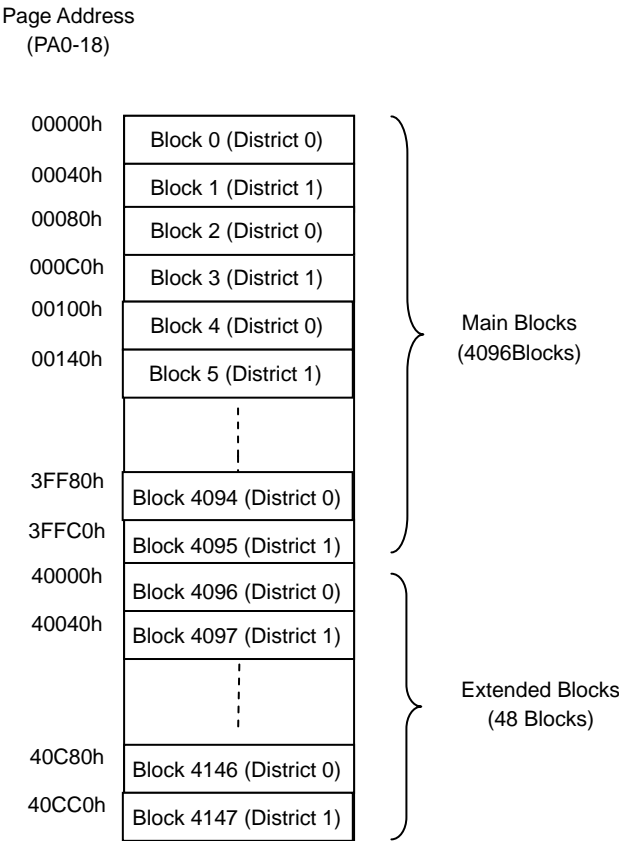 Page Address
(PA0-18)
00000h
Block 0 (District 0)
00040h
Block 1 (District 1)
00080h
Block 2 (District 0)
000C0h
Block 3 (District 1)
00100h
Block 4 (District 0)
00140h
Block 5 (District 1)
Main Blocks
(4096Blocks)
3FF80h
Block 4094 (District 0)
3FFC0h
Block 4095 (District 1)
40000h
Block 4096 (District 0)
40040h
Block 4097 (District 1)
Extended Blocks
(48 Blocks)
40C80h
Block 4146 (District 0)
40CC0h
Block 4147 (District 1)